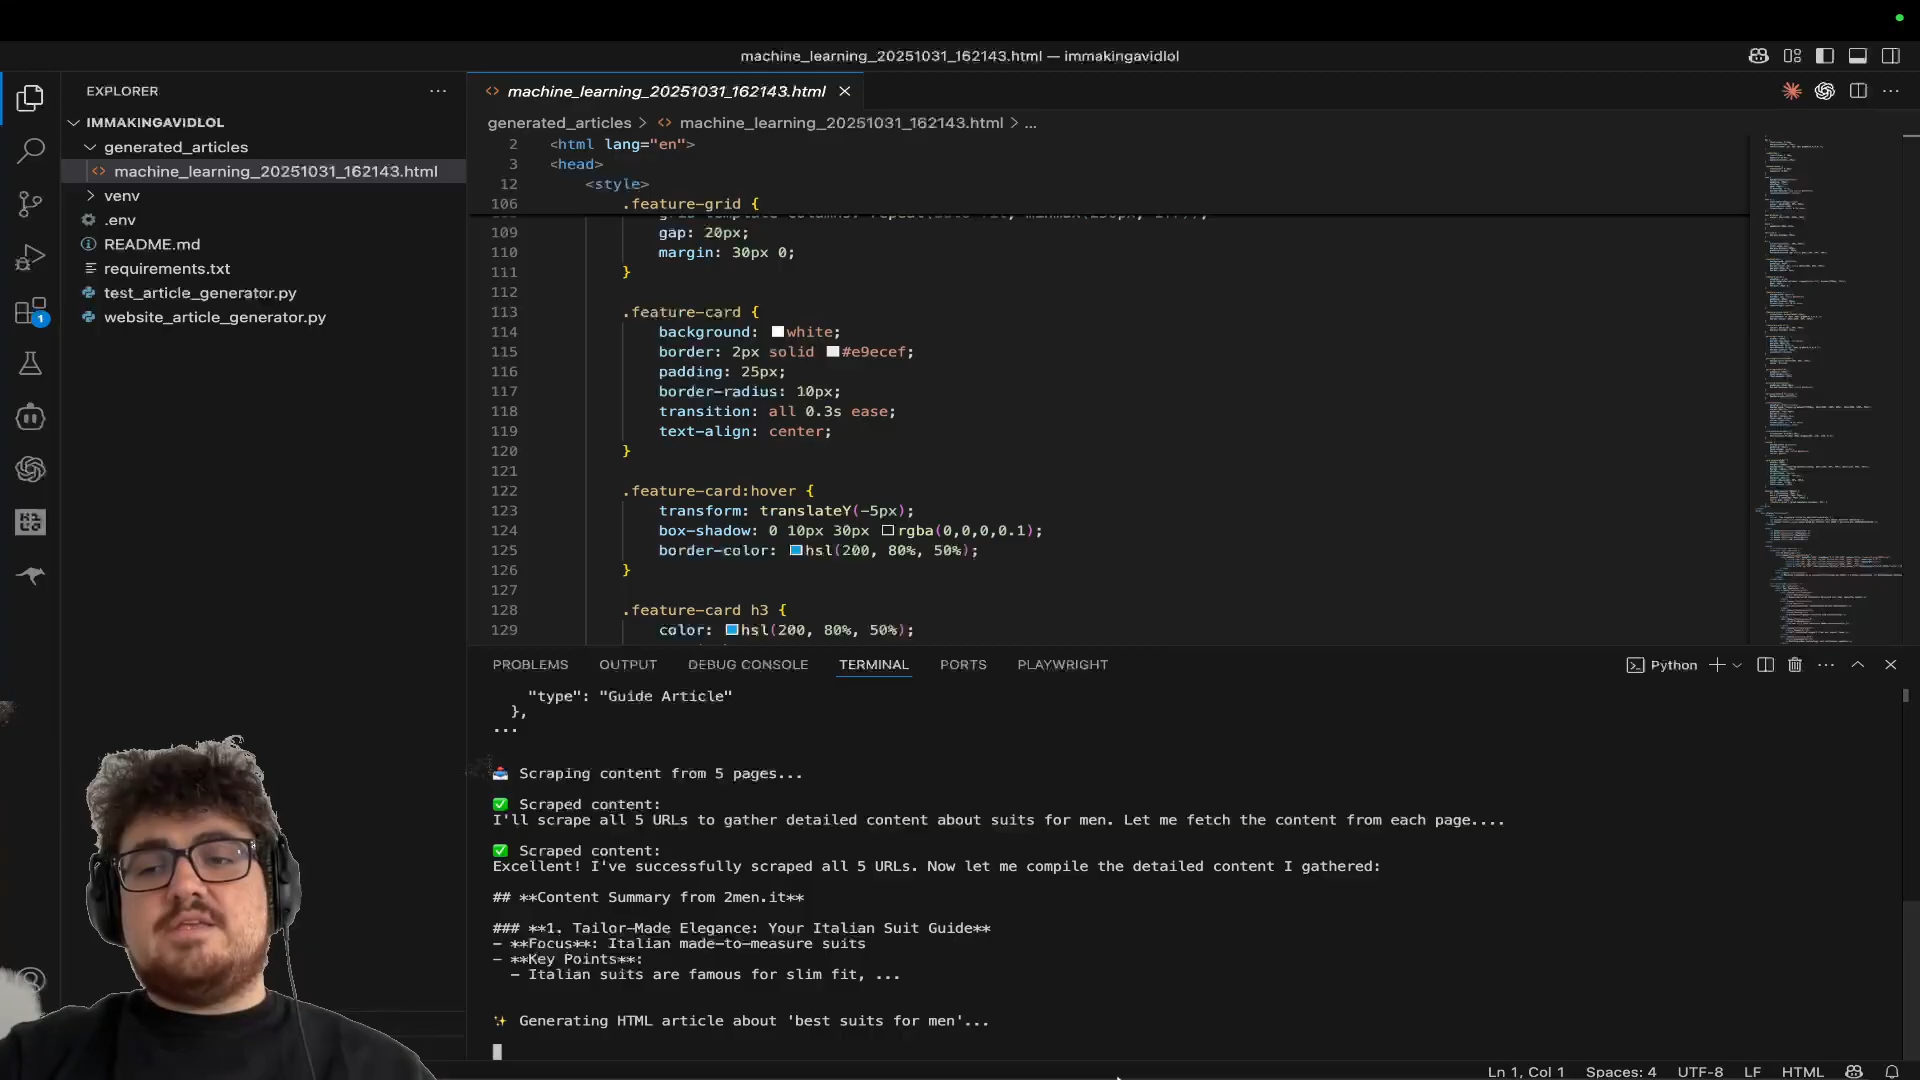 machine_learning_20251031_162143.html — immakingavidlol
EXPLORER
IMMAKINGAVIDLOL
generated_articles
machine_learning_20251031_162143.html
venv
.env
README.md
requirements.txt
test_article_generator.py
website_article_generator.py
1
machine_learning_20251031_162143.html
generated_articles > machine_learning_20251031_162143.html > ...
2 <html lang="en">
3 <head>
12 <style>
106 .feature-grid {
109 gap: 20px;
110 margin: 30px 0;
111 }
112
113 .feature-card {
114 background: white;
115 border: 2px solid #e9ecef;
116 padding: 25px;
117 border-radius: 10px;
118 transition: all 0.3s ease;
119 text-align: center;
120 }
121
122 .feature-card:hover {
123 transform: translateY(-5px);
124 box-shadow: 0 10px 30px rgba(0,0,0,0.1);
125 border-color: hsl(200, 80%, 50%);
126 }
127
128 .feature-card h3 {
129 color: hsl(200, 80%, 50%);
PROBLEMS OUTPUT DEBUG CONSOLE TERMINAL PORTS PLAYWRIGHT
Python
"type": "Guide Article"
},
...
Scraping content from 5 pages...
Scraped content:
I'll scrape all 5 URLs to gather detailed content about suits for men. Let me fetch the content from each page....
Scraped content:
Excellent! I've successfully scraped all 5 URLs. Now let me compile the detailed content I gathered:
## **Content Summary from 2men.it**
### **1. Tailor-Made Elegance: Your Italian Suit Guide**
- **Focus**: Italian made-to-measure suits
- **Key Points**:
- Italian suits are famous for slim fit, ...
Generating HTML article about 'best suits for men'...
Ln 1, Col 1 Spaces: 4 UTF-8 LF HTML